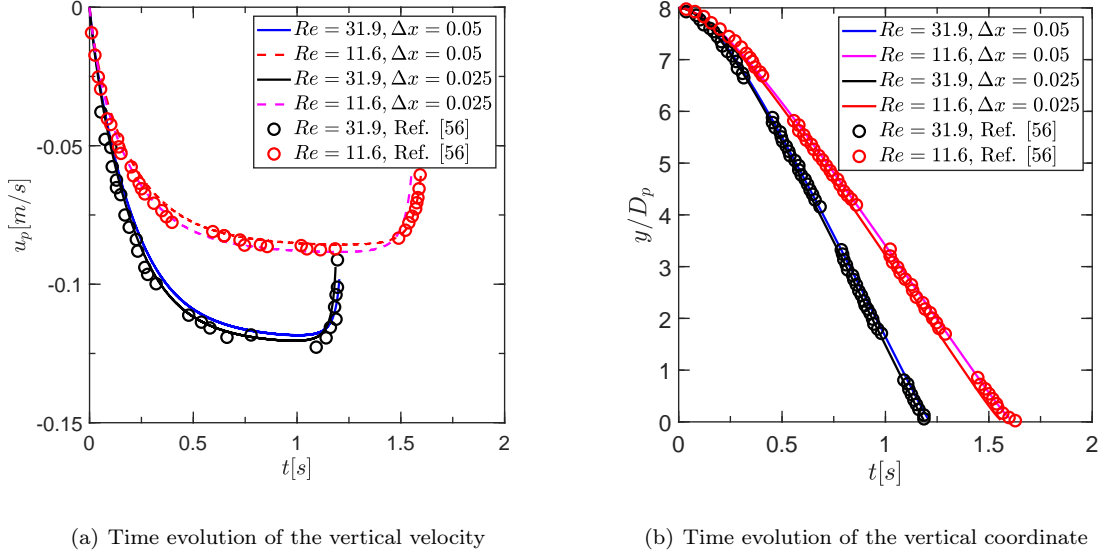 0
-0.05
-0.1
-0.15
0
0.5
1
1.5
2
u_p[m/s]
t[s]
Re = 31.9, Δx = 0.05
Re = 11.6, Δx = 0.05
Re = 31.9, Δx = 0.025
Re = 11.6, Δx = 0.025
Re = 31.9, Ref. [56]
Re = 11.6, Ref. [56]
(a) Time evolution of the vertical velocity
8
7
6
5
4
3
2
1
0
0
0.5
1
1.5
2
y/D_p
t[s]
Re = 31.9, Δx = 0.05
Re = 11.6, Δx = 0.05
Re = 31.9, Δx = 0.025
Re = 11.6, Δx = 0.025
Re = 31.9, Ref. [56]
Re = 11.6, Ref. [56]
(b) Time evolution of the vertical coordinate